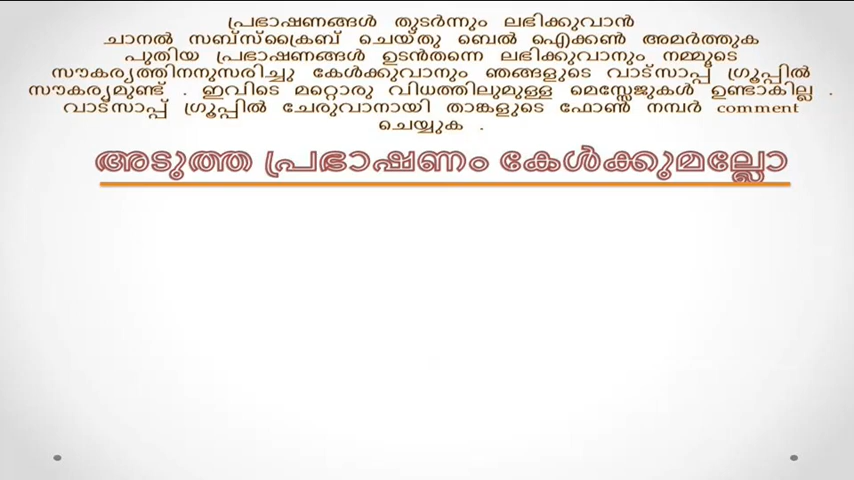 പ്രഭാഷണങ്ങൾ തുടർന്നും ലഭിക്കുവാൻ
ചാനൽ സബ്സ്ക്രൈബ് ചെയ്തു ബെൽ ഐക്കൺ അമർത്തുക
പുതിയ പ്രഭാഷണങ്ങൾ ഉടൻതന്നെ ലഭിക്കുവാനും നമ്മുടെ
സൗകര്യത്തിനനുസരിച്ചു കേൾക്കുവാനും ഞങ്ങളുടെ വാട്സാപ്പ് ഗ്രൂപ്പിൽ
സൗകര്യമുണ്ട് . ഇവിടെ മറ്റൊരു വിധത്തിലുമുള്ള മെസ്സേജുകൾ ഉണ്ടാകില്ല .
വാട്സാപ്പ് ഗ്രൂപ്പിൽ ചേരുവാനായി താങ്കളുടെ ഫോൺ നമ്പർ comment
ചെയ്യുക .
അടുത്ത പ്രഭാഷണം കേൾക്കുമല്ലോ